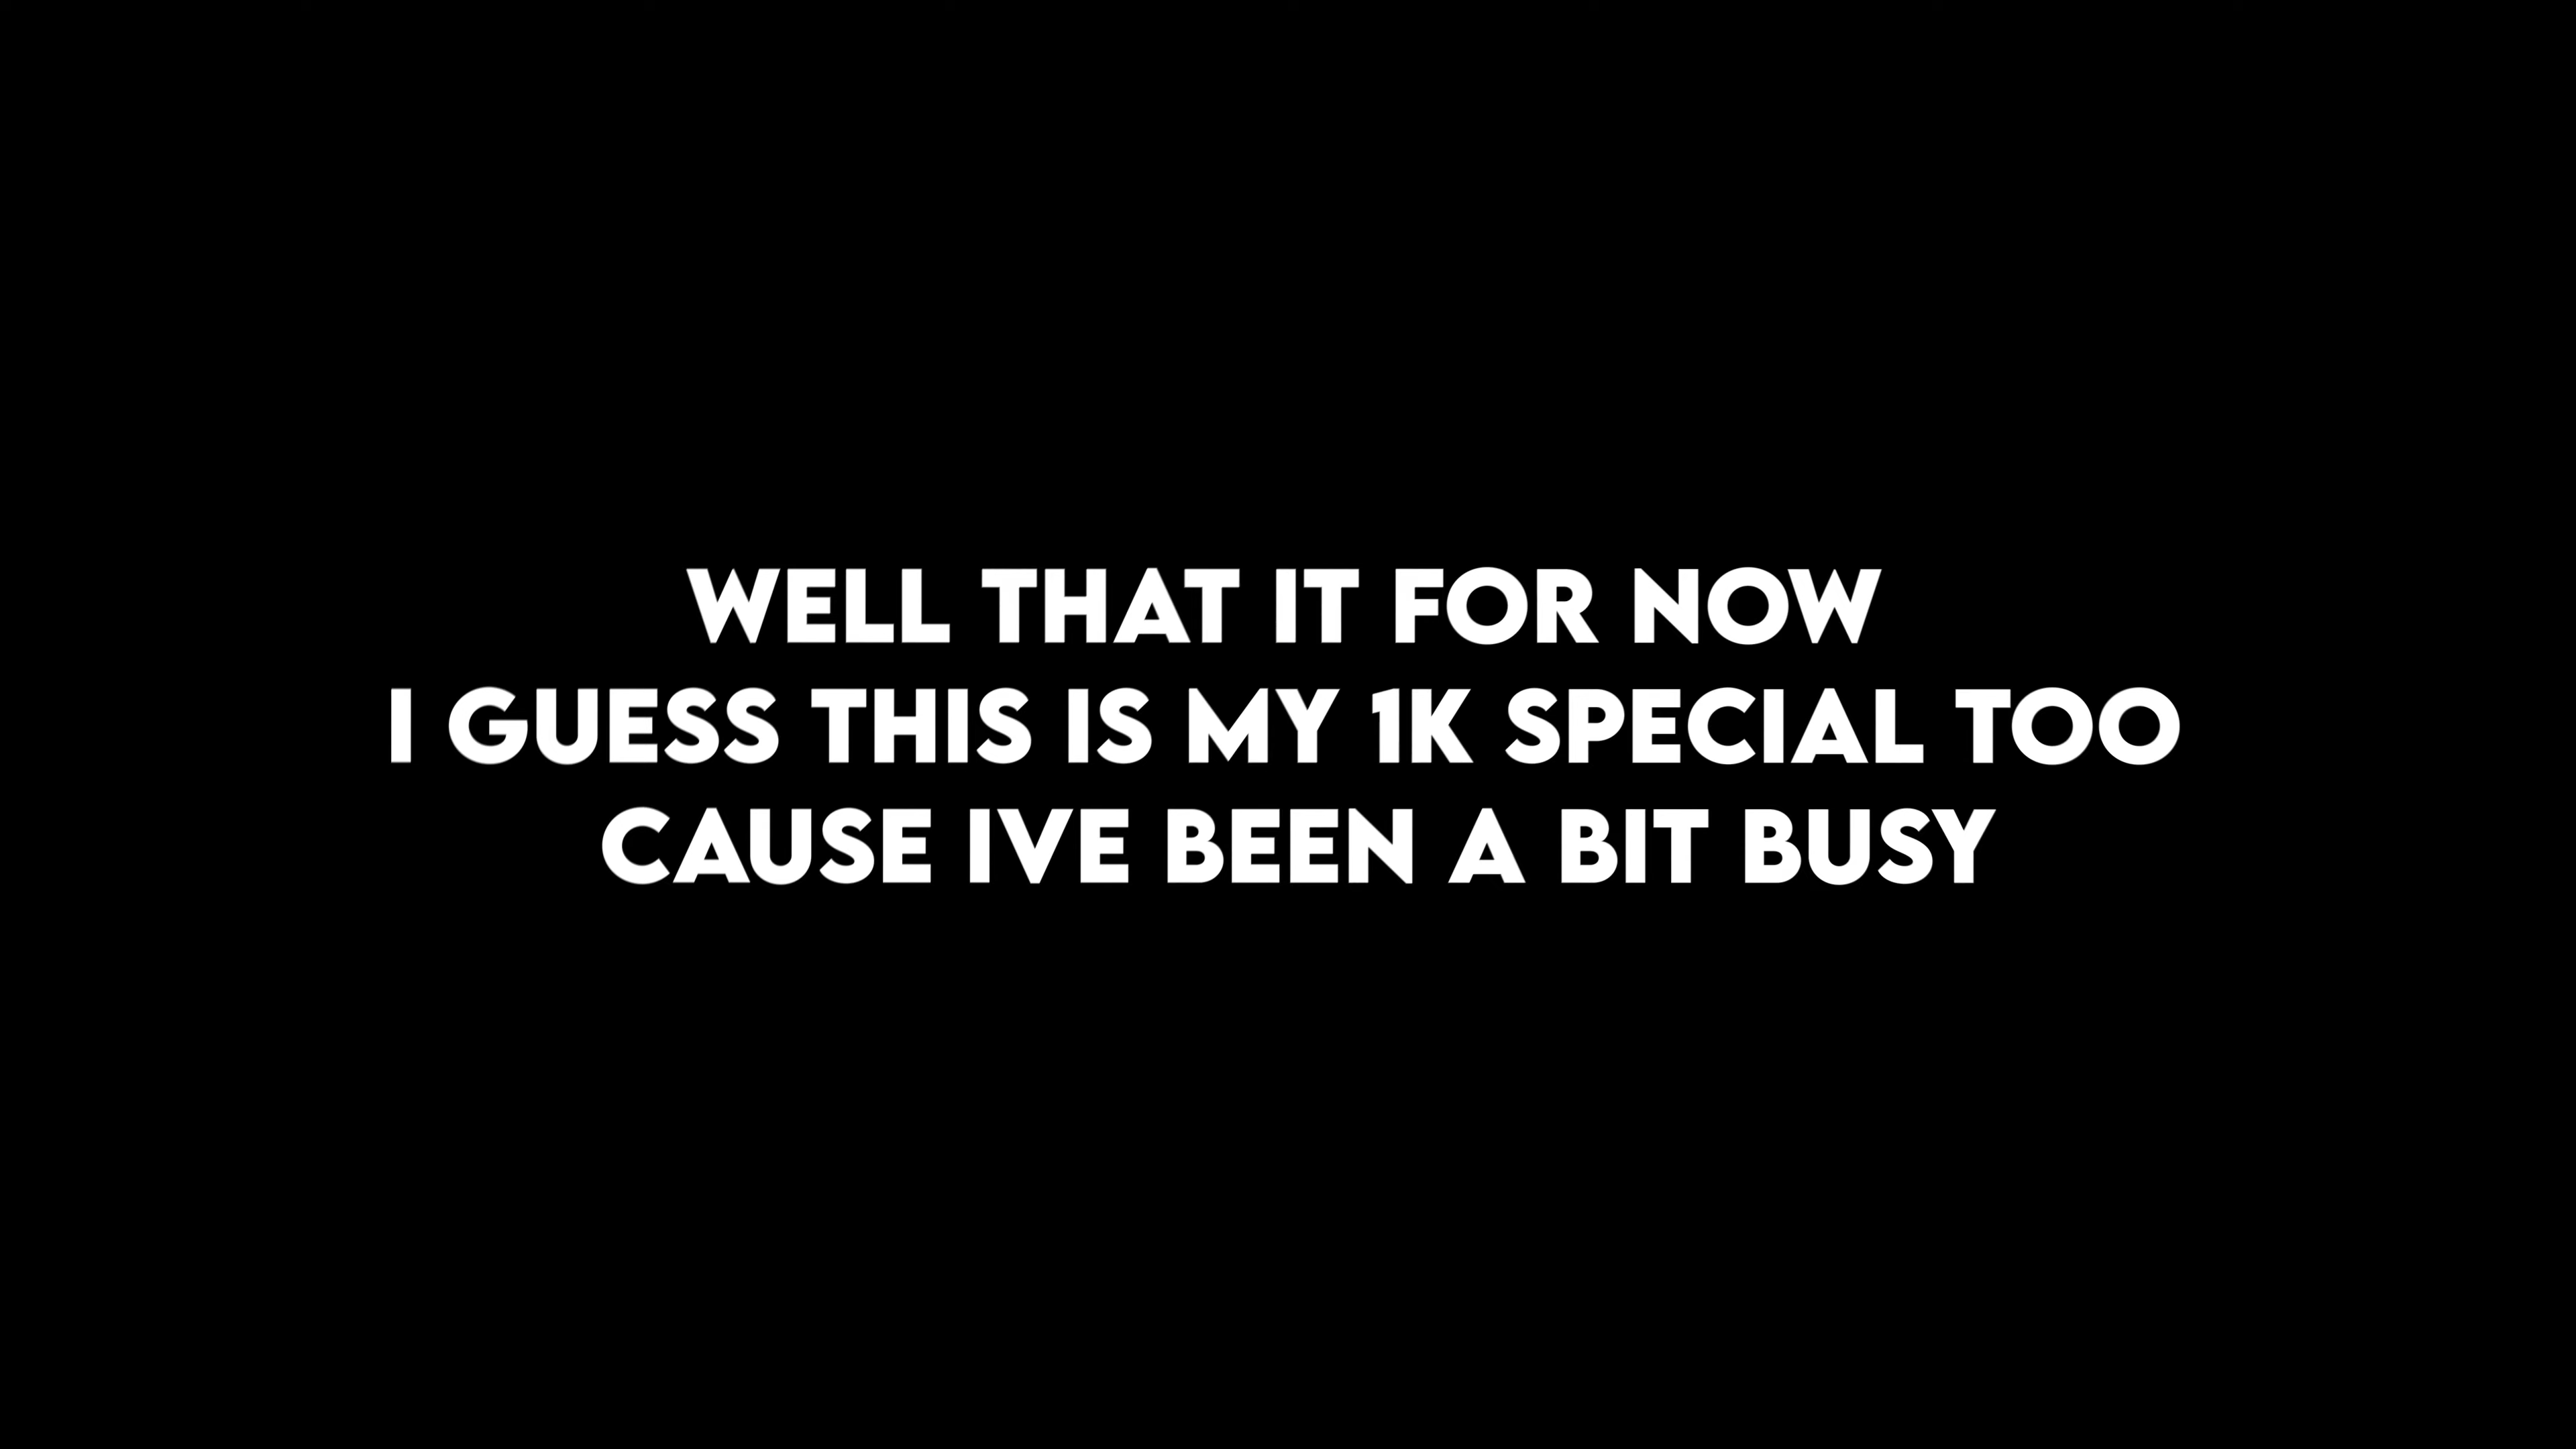 WELL THAT IT FOR NOW
I GUESS THIS IS MY 1K SPECIAL TOO
CAUSE IVE BEEN A BIT BUSY